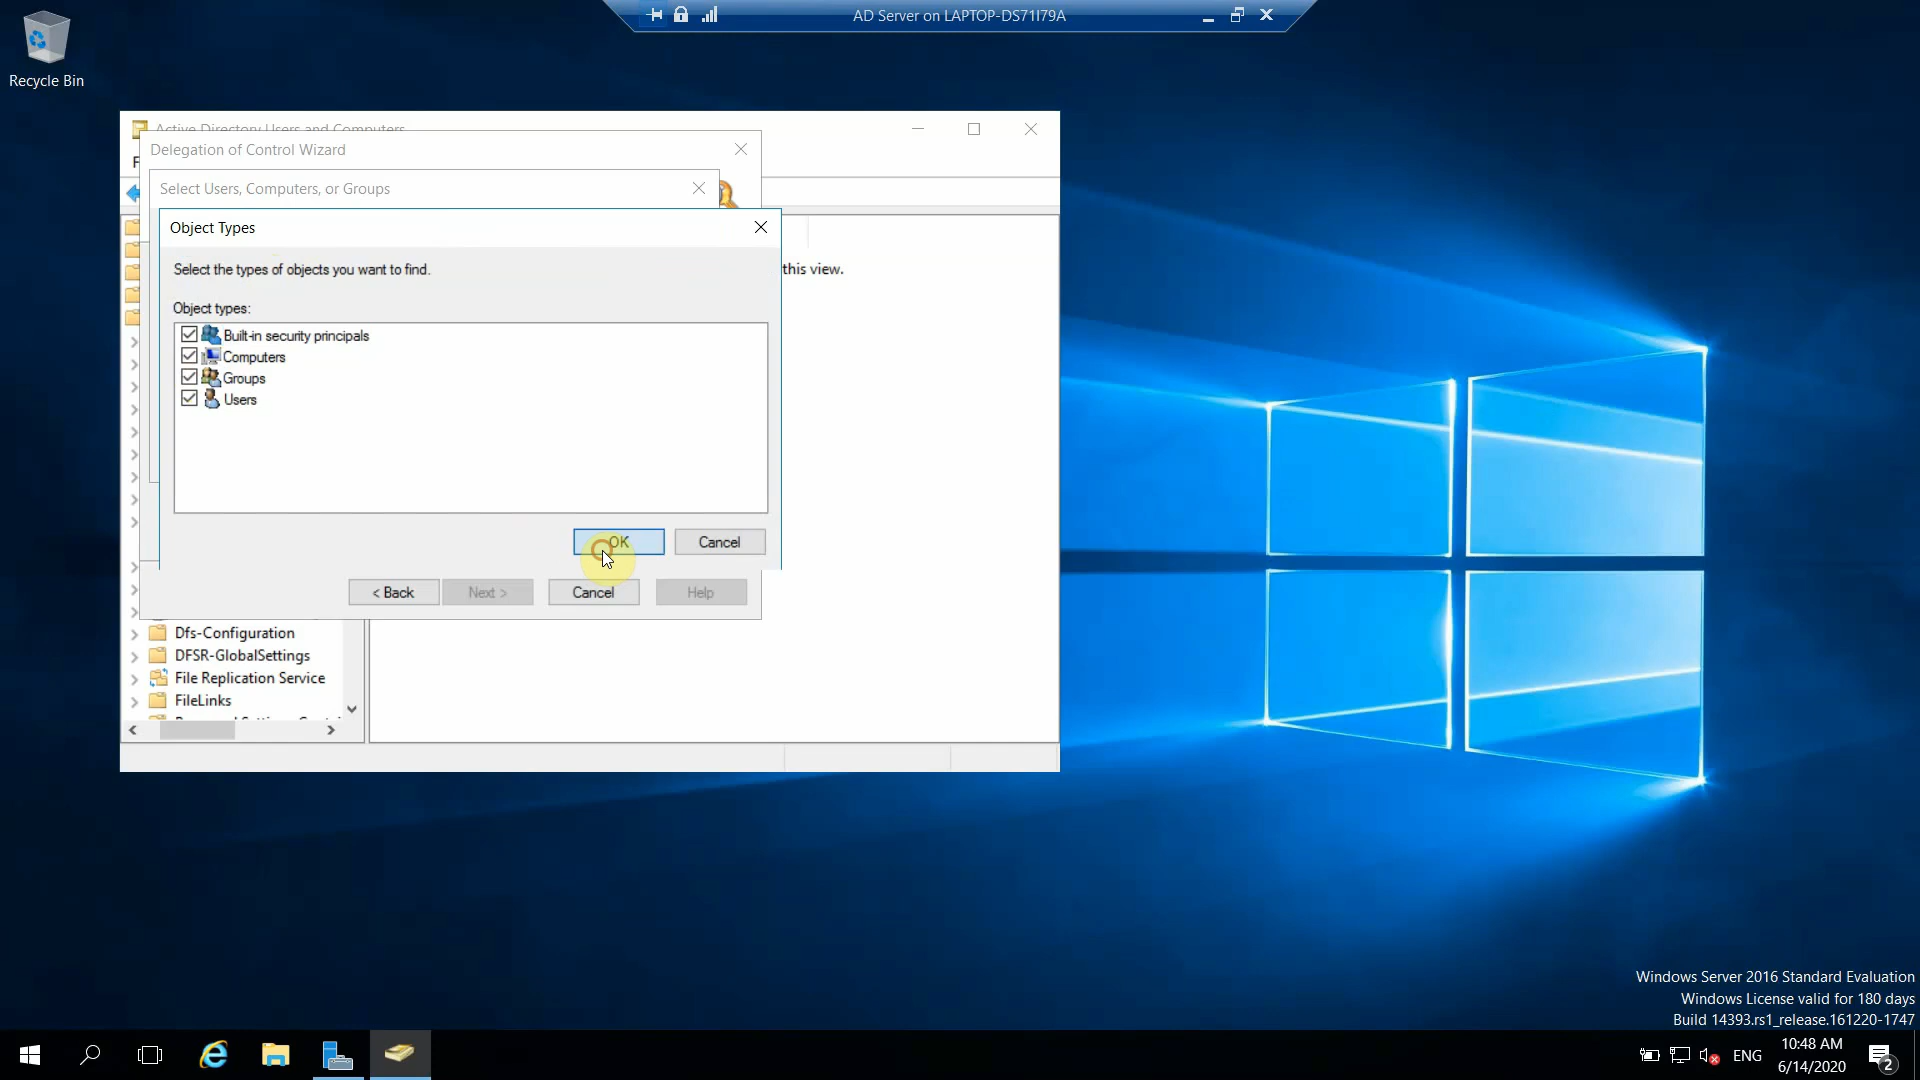 AD Server on LAPTOP-DS71I79A
Recycle Bin
Active Directory Users and Computers
Delegation of Control Wizard
Select Users, Computers, or Groups
Object Types
Select the types of objects you want to find.
this view.
Object types:
Built-in security principals
Computers
Groups
Users
OK
Cancel
< Back
Next >
Cancel
Help
Dfs-Configuration
DFSR-GlobalSettings
File Replication Service
FileLinks
Windows Server 2016 Standard Evaluation
Windows License valid for 180 days
Build 14393.rs1_release.161220-1747
ENG
10:48 AM
6/14/2020
2